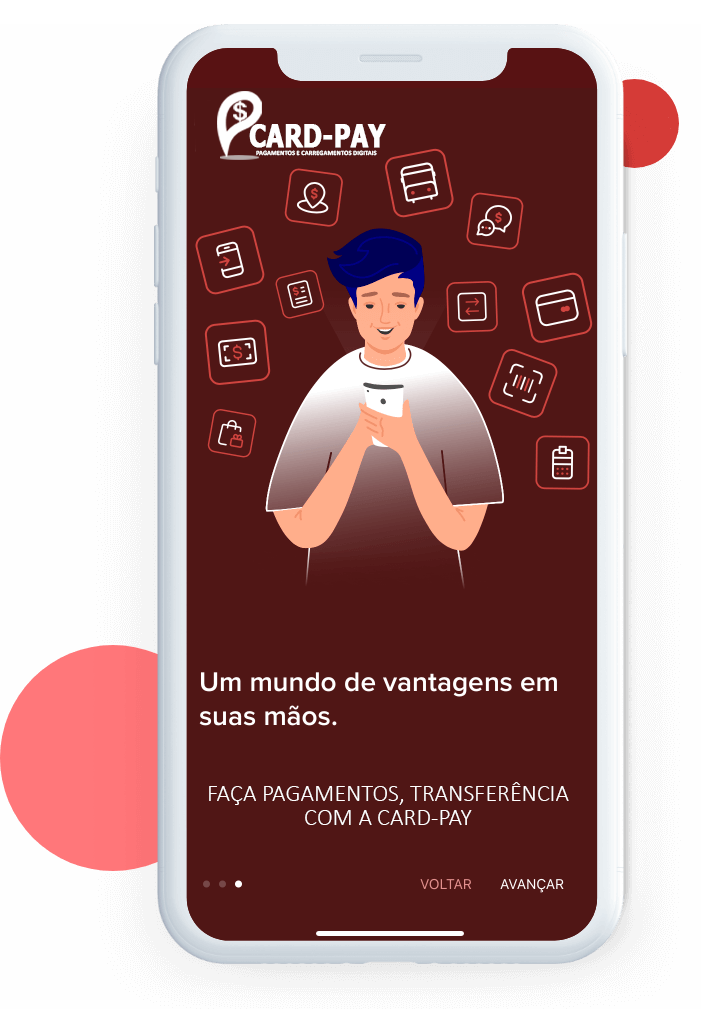 $
CARD-PAY
PAGAMENTOS E CARREGAMENTOS DIGITAIS
$
$
$
$
Um mundo de vantagens em
suas mãos.
FAÇA PAGAMENTOS, TRANSFERÊNCIA
COM A CARD-PAY
VOLTAR AVANÇAR